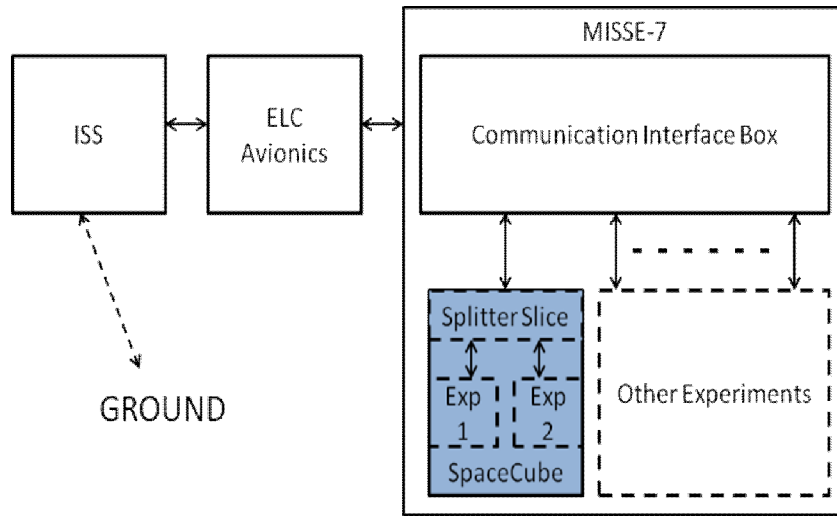 MISSE-7
ISS
ELC
Avionics
Communication Interface Box
Splitter Slice
Exp
1
Exp
2
SpaceCube
Other Experiments
GROUND